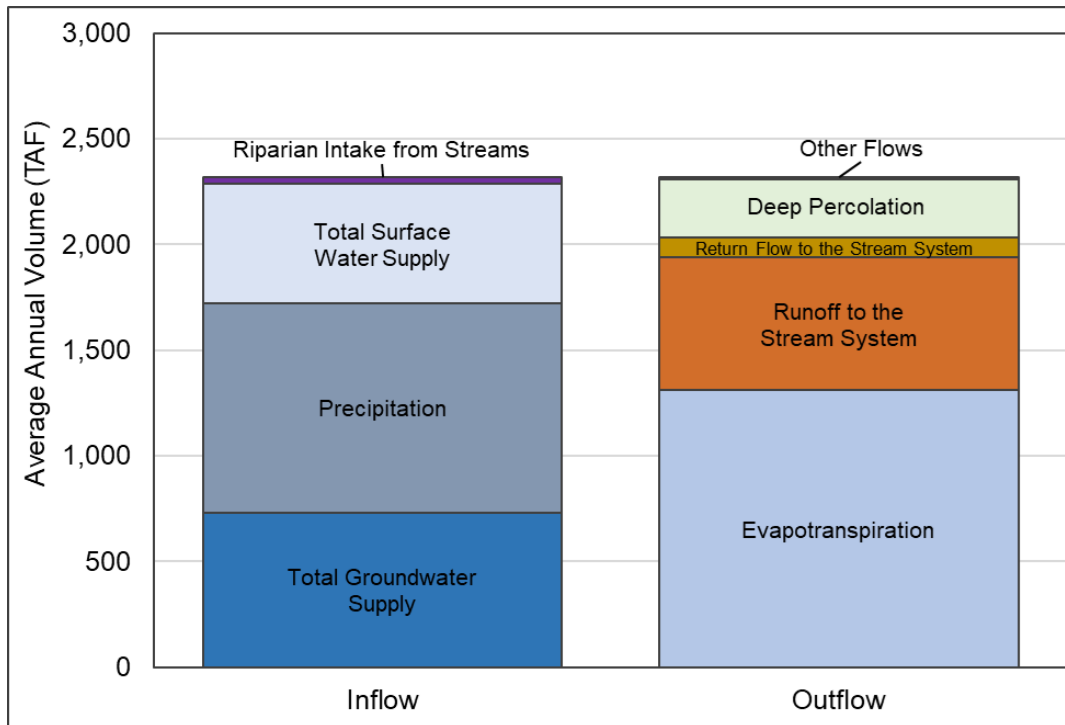 3,000
2,500
2,000
1,500
1,000
500
0
Average Annual Volume (TAF)
Riparian Intake from Streams
Total Surface
Water Supply
Precipitation
Total Groundwater
Supply
Other Flows
Deep Percolation
Return Flow to the Stream System
Runoff to the
Stream System
Evapotranspiration
Inflow
Outflow